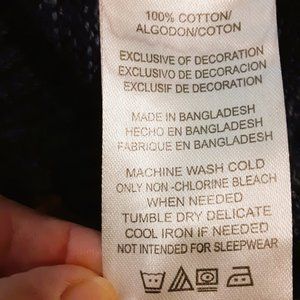 100% COTTON/
ALGODON/COTON
EXCLUSIVE OF DECORATION
EXCLUSIVO DE DECORACION
EXCLUSIF DE DECORATION
MADE IN BANGLADESH
HECHO EN BANGLADESH
FABRIQUE EN BANGLADESH
MACHINE WASH COLD
ONLY NON -CHLORINE BLEACH
WHEN NEEDED
TUMBLE DRY DELICATE
COOL IRON IF NEEDED
NOT INTENDED FOR SLEEPWEAR